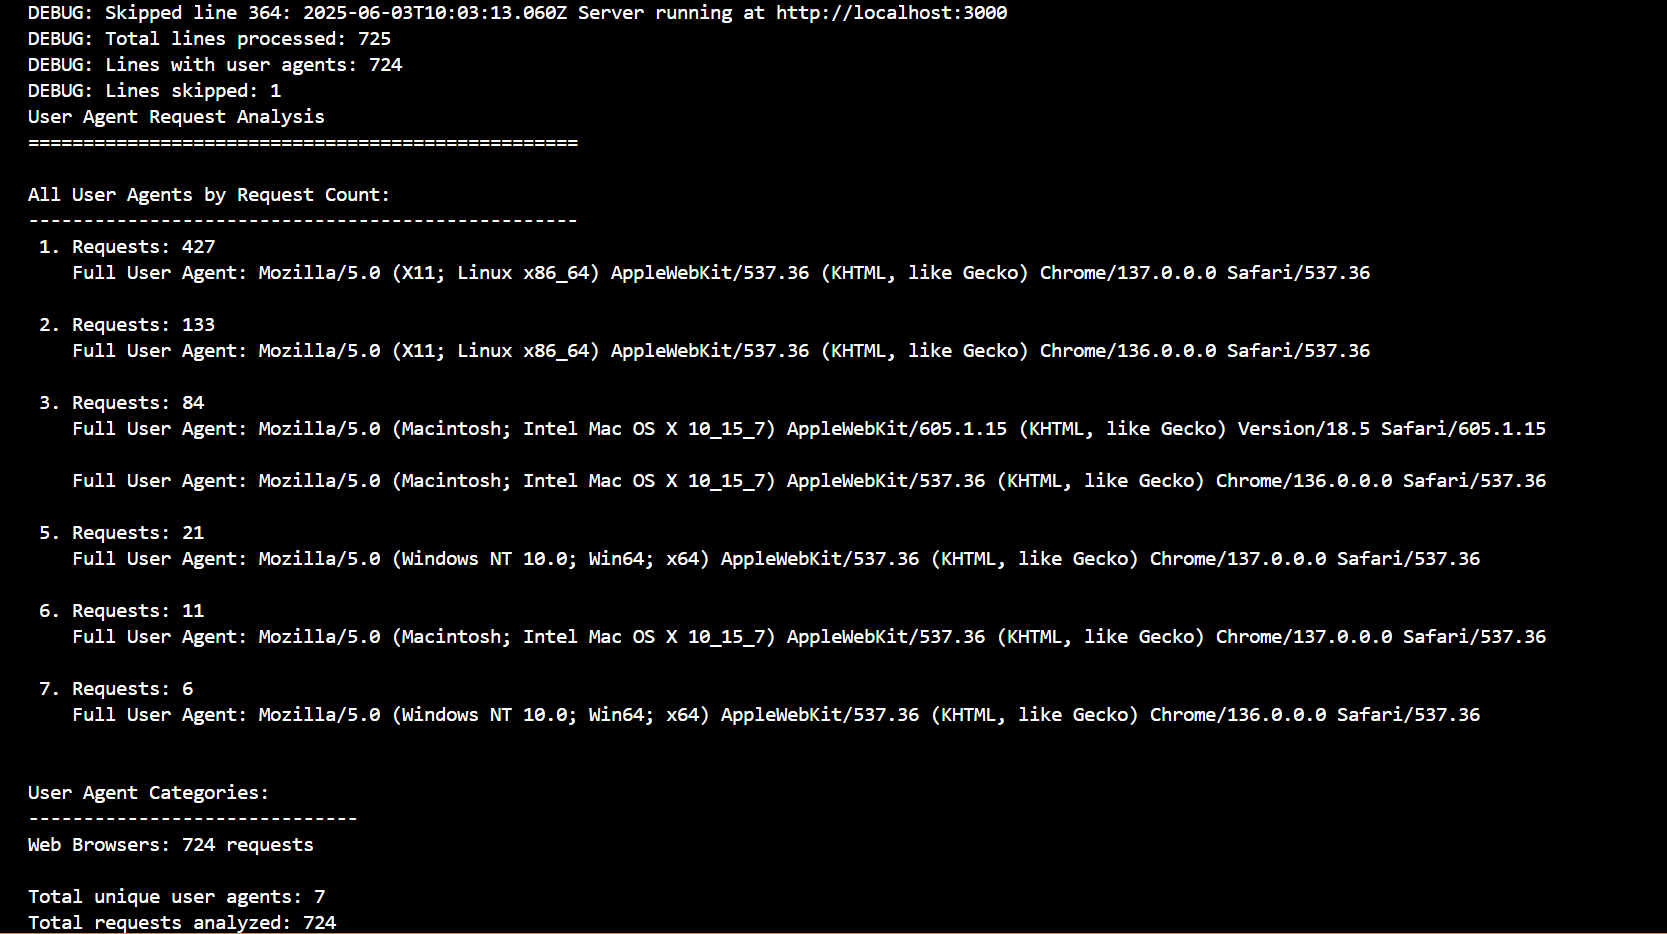 DEBUG: Skipped line 364: 2025-06-03T10:03:13.060Z Server running at http://localhost:3000
DEBUG: Total lines processed: 725
DEBUG: Lines with user agents: 724
DEBUG: Lines skipped: 1
User Agent Request Analysis
==================================================
All User Agents by Request Count:
--------------------------------------------------
1. Requests: 427
Full User Agent: Mozilla/5.0 (X11; Linux x86_64) AppleWebKit/537.36 (KHTML, like Gecko) Chrome/137.0.0.0 Safari/537.36
2. Requests: 133
Full User Agent: Mozilla/5.0 (X11; Linux x86_64) AppleWebKit/537.36 (KHTML, like Gecko) Chrome/136.0.0.0 Safari/537.36
3. Requests: 84
Full User Agent: Mozilla/5.0 (Macintosh; Intel Mac OS X 10_15_7) AppleWebKit/605.1.15 (KHTML, like Gecko) Version/18.5 Safari/605.1.15
Full User Agent: Mozilla/5.0 (Macintosh; Intel Mac OS X 10_15_7) AppleWebKit/537.36 (KHTML, like Gecko) Chrome/136.0.0.0 Safari/537.36
5. Requests: 21
Full User Agent: Mozilla/5.0 (Windows NT 10.0; Win64; x64) AppleWebKit/537.36 (KHTML, like Gecko) Chrome/137.0.0.0 Safari/537.36
6. Requests: 11
Full User Agent: Mozilla/5.0 (Macintosh; Intel Mac OS X 10_15_7) AppleWebKit/537.36 (KHTML, like Gecko) Chrome/137.0.0.0 Safari/537.36
7. Requests: 6
Full User Agent: Mozilla/5.0 (Windows NT 10.0; Win64; x64) AppleWebKit/537.36 (KHTML, like Gecko) Chrome/136.0.0.0 Safari/537.36
User Agent Categories:
------------------------------
Web Browsers: 724 requests
Total unique user agents: 7
Total requests analyzed: 724